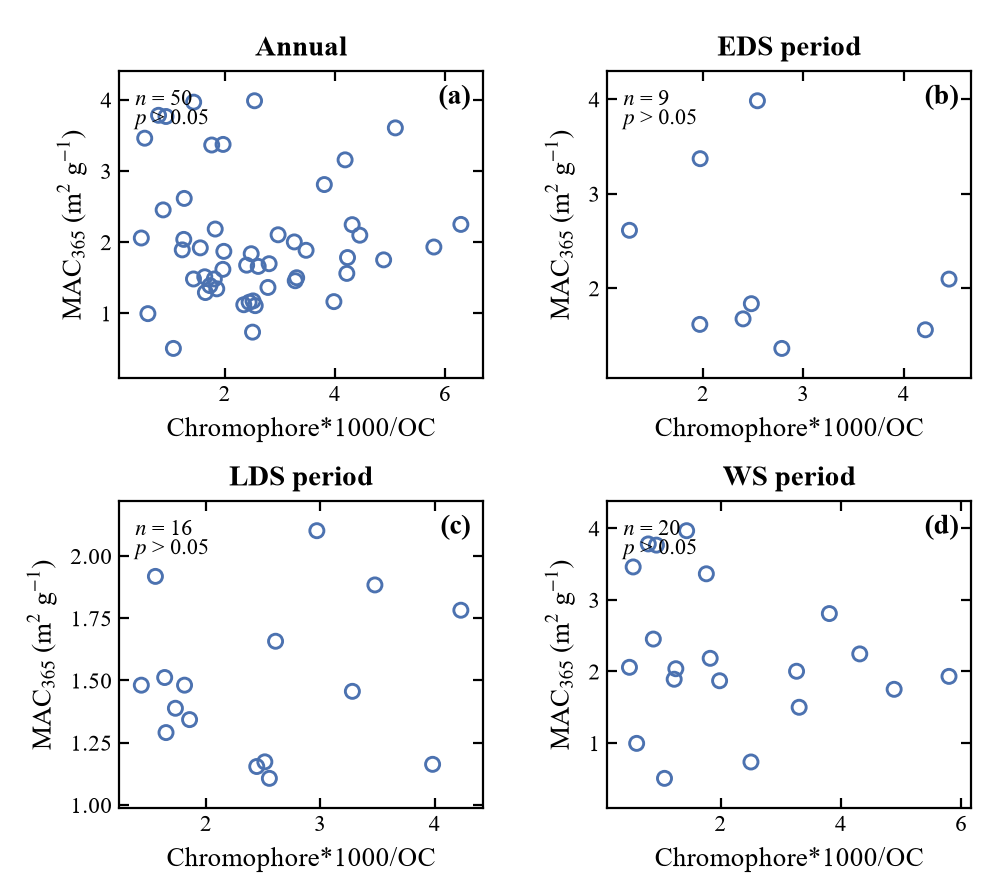 Annual
(a)
n = 50
p > 0.05
4
3
2
1
MAC₃₆₅ (m² g⁻¹)
2 4 6
Chromophore*1000/OC
EDS period
(b)
n = 9
p > 0.05
4
3
2
MAC₃₆₅ (m² g⁻¹)
2 3 4
Chromophore*1000/OC
LDS period
(c)
n = 16
p > 0.05
2.00
1.75
1.50
1.25
1.00
MAC₃₆₅ (m² g⁻¹)
2 3 4
Chromophore*1000/OC
WS period
(d)
n = 20
p > 0.05
4
3
2
1
MAC₃₆₅ (m² g⁻¹)
2 4 6
Chromophore*1000/OC